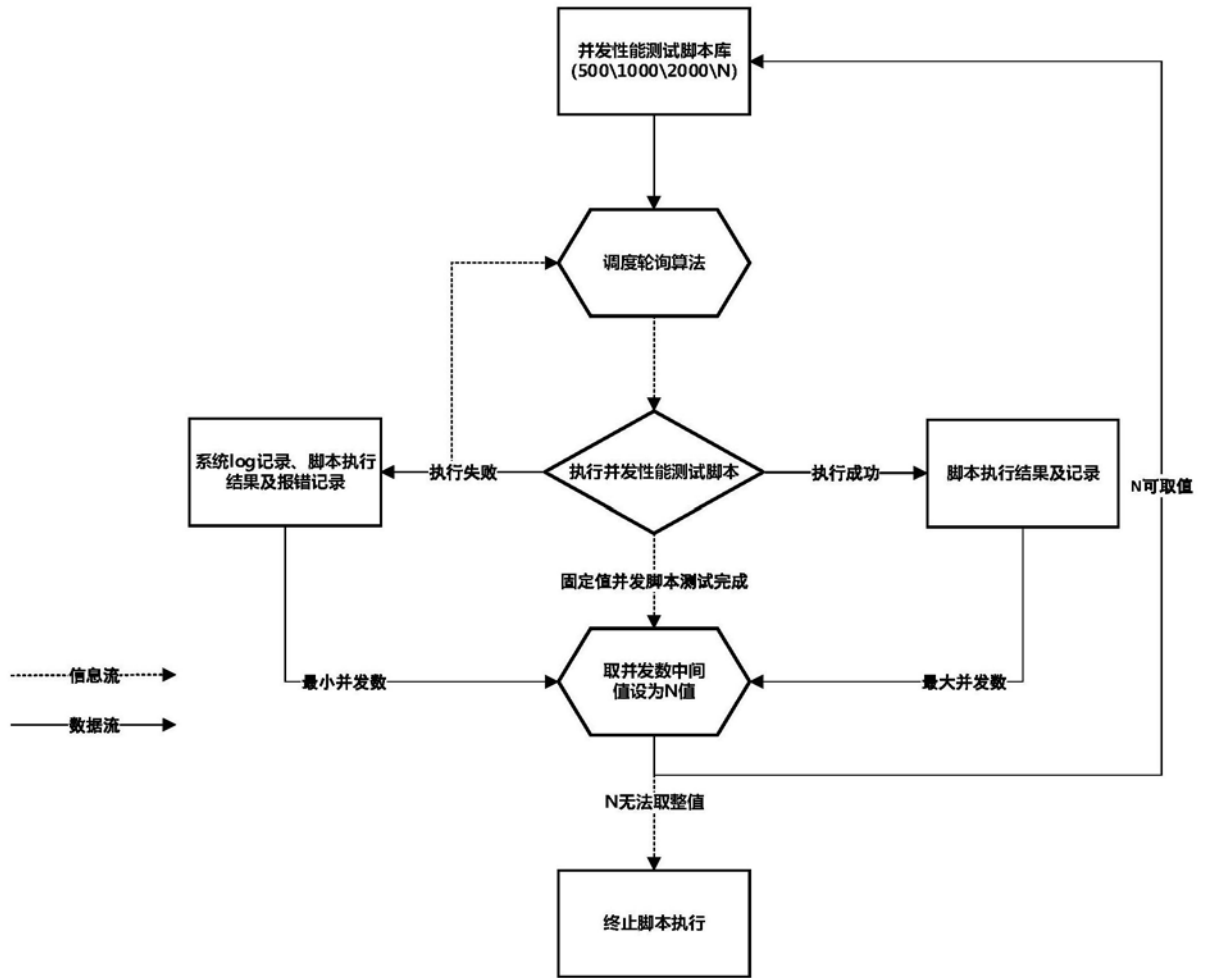 并发性能测试脚本库
(500\1000\2000\N)
调度轮询算法
系统log记录、脚本执行
结果及报错记录
执行失败
执行并发性能测试脚本
执行成功
脚本执行结果及记录
N可取值
固定值并发脚本测试完成
信息流
最小并发数
取并发数中间
值设为N值
最大并发数
数据流
N无法取整值
终止脚本执行